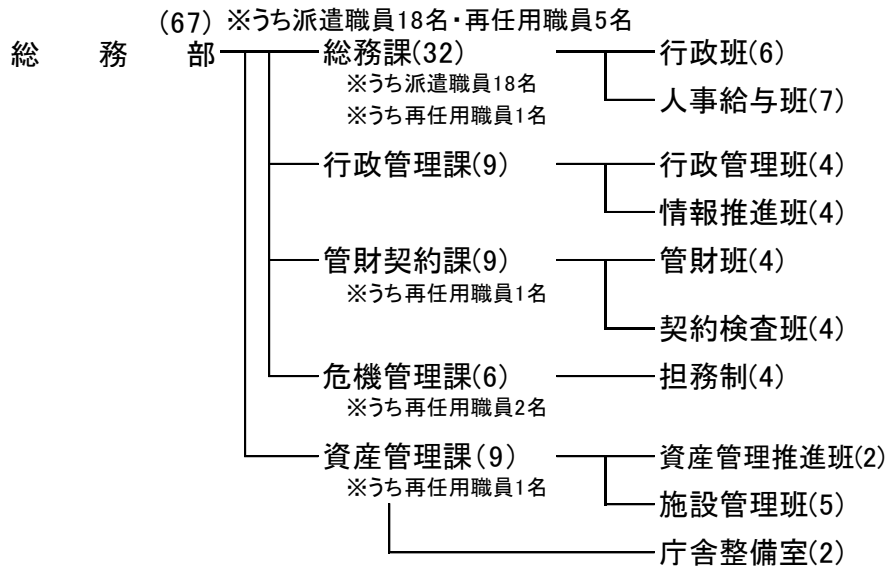 (67) ※うち派遣職員18名・再任用職員5名
総 務 部 総務課(32) 行政班(6)
※うち派遣職員18名
※うち再任用職員1名
人事給与班(7)
行政管理課(9) 行政管理班(4)
情報推進班(4)
管財契約課(9) 管財班(4)
※うち再任用職員1名
契約検査班(4)
危機管理課(6) 担務制(4)
※うち再任用職員2名
資産管理課(9) 資産管理推進班(2)
※うち再任用職員1名
施設管理班(5)
庁舎整備室(2)